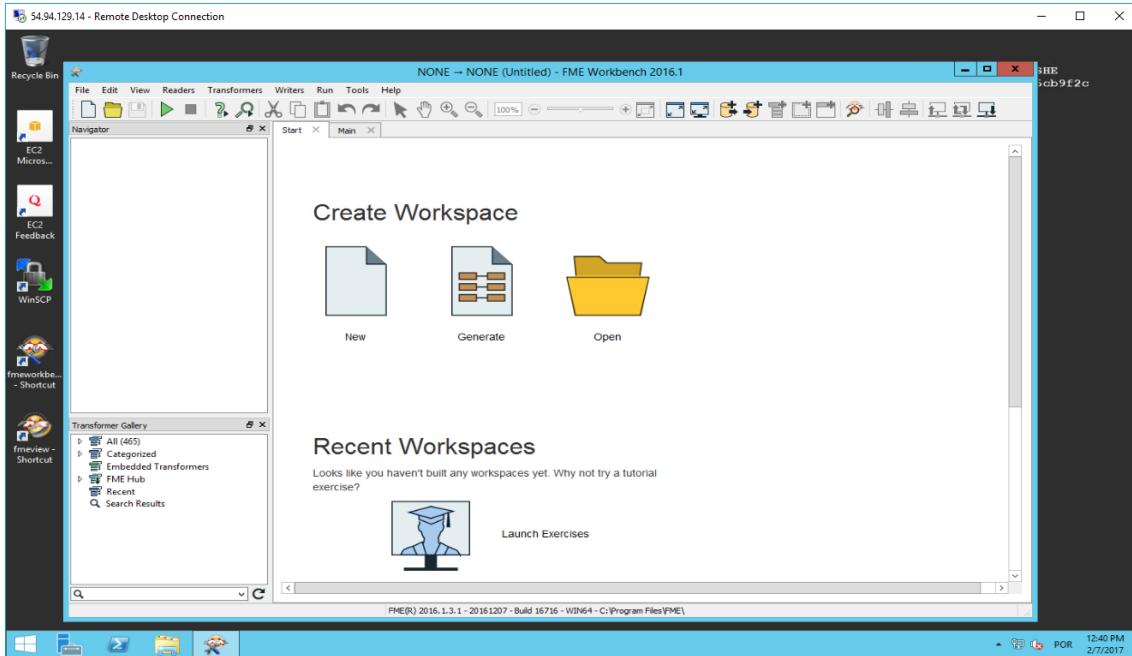 54.94.129.14 - Remote Desktop Connection
Recycle Bin
EC2
Micros...
EC2
Feedback
WinSCP
fmeworkbe...
- Shortcut
fmeview -
Shortcut
SHE
5cb9f2c
NONE → NONE (Untitled) - FME Workbench 2016.1
File Edit View Readers Transformers Writers Run Tools Help
100%
Navigator
Start Main
Create Workspace
New Generate Open
Transformer Gallery
All (465)
Categorized
Embedded Transformers
FME Hub
Recent
Search Results
Recent Workspaces
Looks like you haven't built any workspaces yet. Why not try a tutorial
exercise?
Launch Exercises
FME(R) 2016.1.3.1 - 20161207 - Build 16716 - WIN64 - C:\Program Files\FME\
POR
12:40 PM
2/7/2017